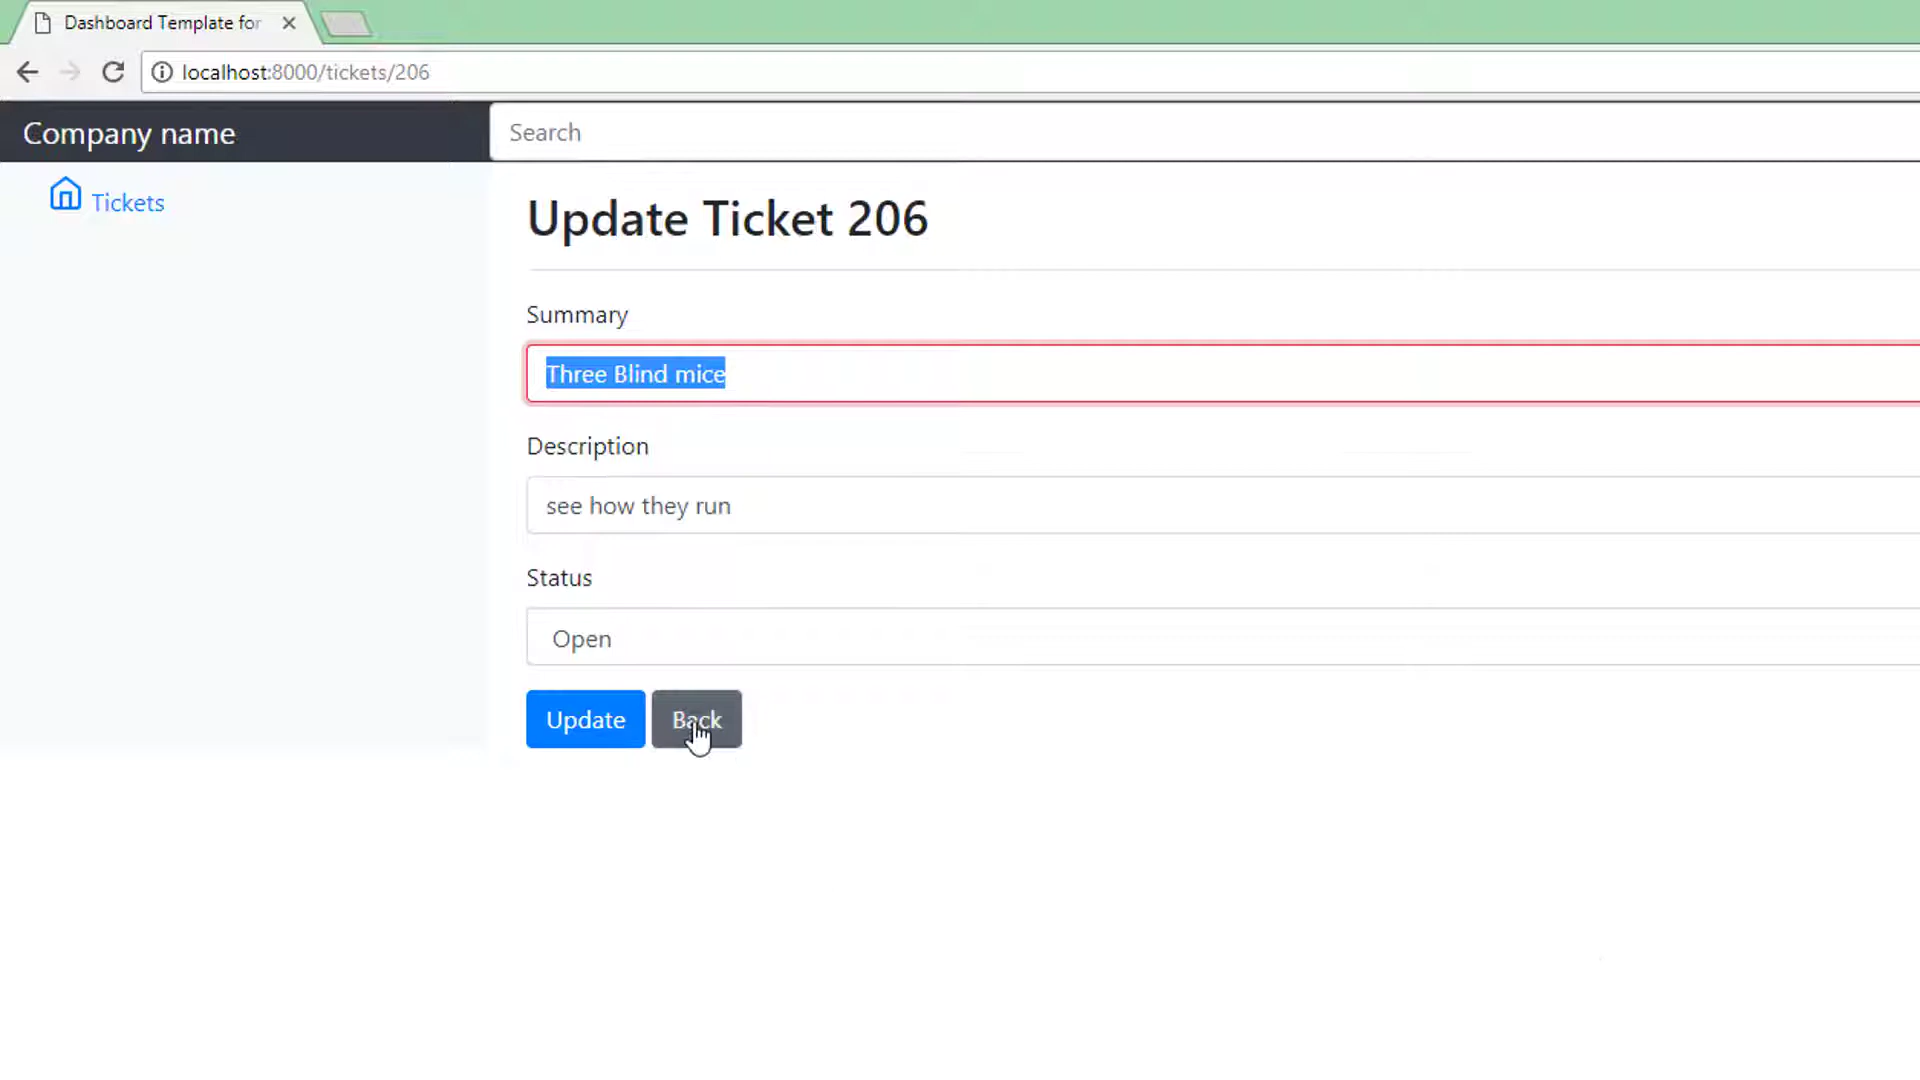 Dashboard Template for
localhost:8000/tickets/206
Company name
Search
Tickets
Update Ticket 206
Summary
Three Blind mice
Description
see how they run
Status
Open
Update Back